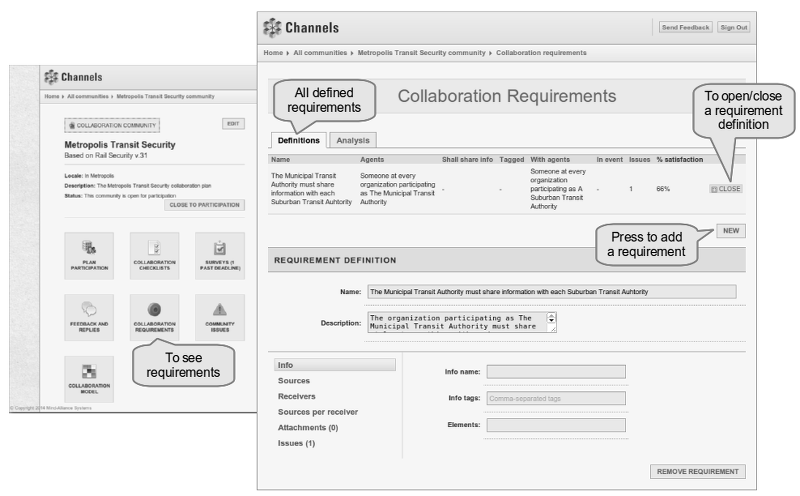 Channels
Home ▸ All communities ▸ Metropolis Transit Security community
COLLABORATION COMMUNITY
EDIT
Metropolis Transit Security
Based on Rail Security v.31
Locale: In Metropolis
Description: The Metropolis Transit Security collaboration plan
Status: This community is open for participation
CLOSE TO PARTICIPATION
PLAN
PARTICIPATION
COLLABORATION
CHECKLISTS
SURVEYS (1
PAST DEADLINE)
FEEDBACK AND
REPLIES
COLLABORATION
REQUIREMENTS
COMMUNITY
ISSUES
To see
requirements
COLLABORATION
MODEL
Channels
Send Feedback
Sign Out
Home ▸ All communities ▸ Metropolis Transit Security community ▸ Collaboration requirements
All defined
requirements
Collaboration Requirements
To open/close
a requirement
definition
Definitions
Analysis
Name Agents Shall share info Tagged With agents In event Issues % satisfaction
The Municipal Transit
Authority must share
information with each
Suburban Transit Auhtority
Someone at every
organization participating
as The Municipal Transit
Authority
-
-
Someone at every
organization
participating as A
Suburban Transit
Authority
-
1
66%
CLOSE
NEW
Press to add
a requirement
REQUIREMENT DEFINITION
Name: The Municipal Transit Authority must share information with each Suburban Transit Auhtority
Description: The organization participating as The
Municipal Transit Authority must share
Info
Sources
Receivers
Sources per receiver
Attachments (0)
Issues (1)
Info name:
Info tags: Comma-separated tags
Elements:
REMOVE REQUIREMENT